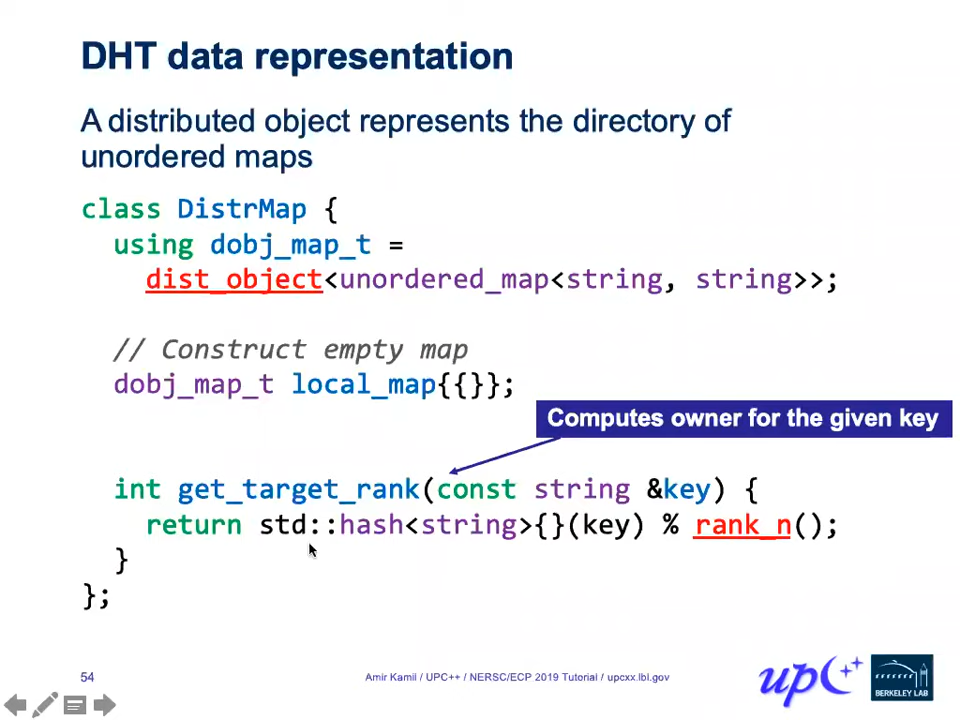 DHT data representation
A distributed object represents the directory of
unordered maps
class DistrMap {
using dobj_map_t =
dist_object<unordered_map<string, string>>;
// Construct empty map
dobj_map_t local_map{{}};
Computes owner for the given key
int get_target_rank(const string &key) {
return std::hash<string>{}(key) % rank_n();
}
};
54
Amir Kamil / UPC++ / NERSC/ECP 2019 Tutorial / upcxx.lbl.gov
UPC++
BERKELEY LAB